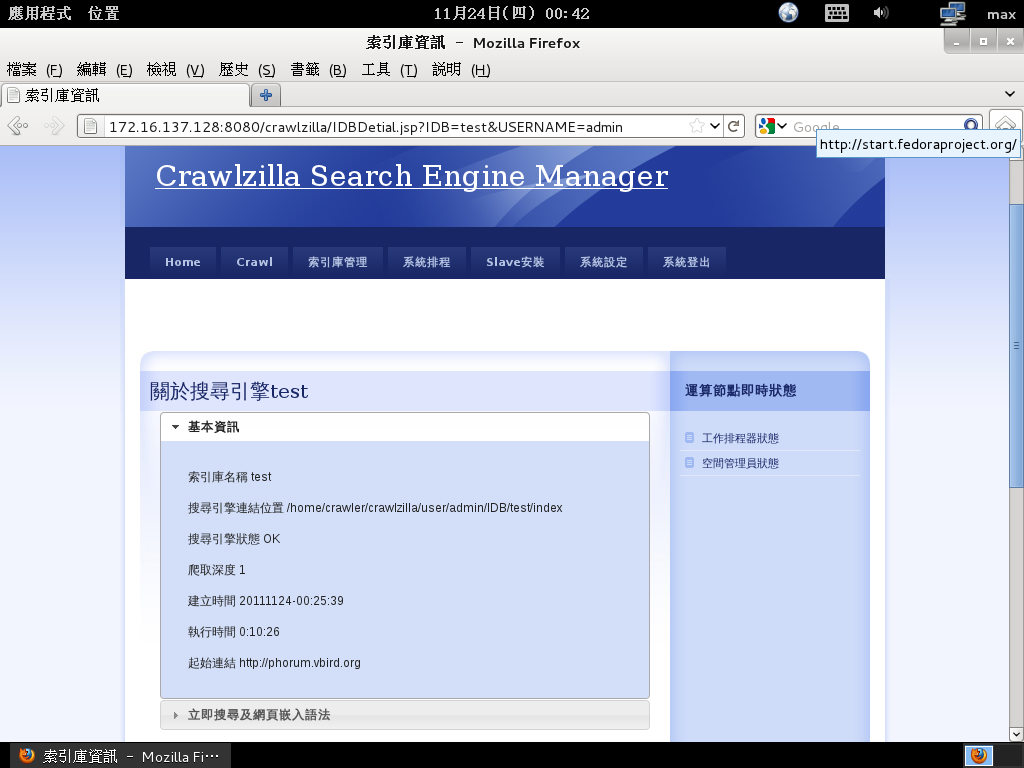 應用程式 位置 11月24日(四) 00:42 max
索引庫資訊 - Mozilla Firefox
檔案 (F) 編輯 (E) 檢視 (V) 歷史 (S) 書籤 (B) 工具 (T) 說明 (H)
索引庫資訊
172.16.137.128:8080/crawlzilla/IDBDetial.jsp?IDB=test&USERNAME=admin Google
http://start.fedoraproject.org/
Crawlzilla Search Engine Manager
Home Crawl 索引庫管理 系統排程 Slave安裝 系統設定 系統登出
關於搜尋引擎test
基本資訊
索引庫名稱 test
搜尋引擎連結位置 /home/crawler/crawlzilla/user/admin/IDB/test/index
搜尋引擎狀態 OK
爬取深度 1
建立時間 20111124-00:25:39
執行時間 0:10:26
起始連結 http://phorum.vbird.org
立即搜尋及網頁嵌入語法
運算節點即時狀態
工作排程器狀態
空間管理員狀態
索引庫資訊 - Mozilla Fi…